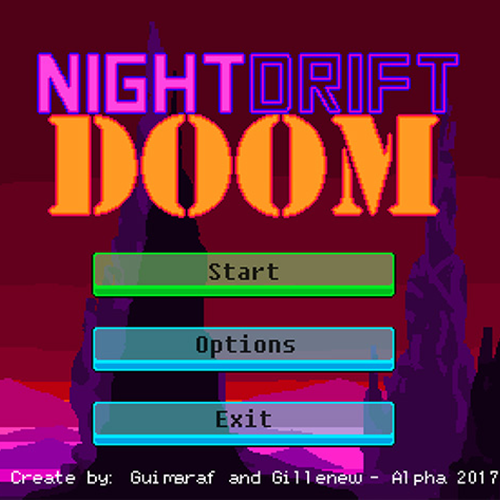 NIGHTDRIFT
DOOM
Start
Options
Exit
Create by: Guimaraf and Gillenew - Alpha 2017